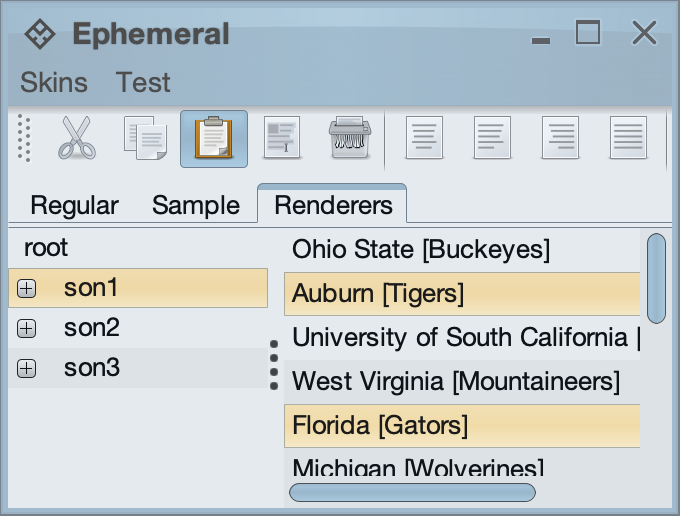 Ephemeral
Skins Test
Regular Sample Renderers
root
son1
son2
son3
Ohio State [Buckeyes]
Auburn [Tigers]
University of South California [
West Virginia [Mountaineers]
Florida [Gators]
Michigan [Wolverines]